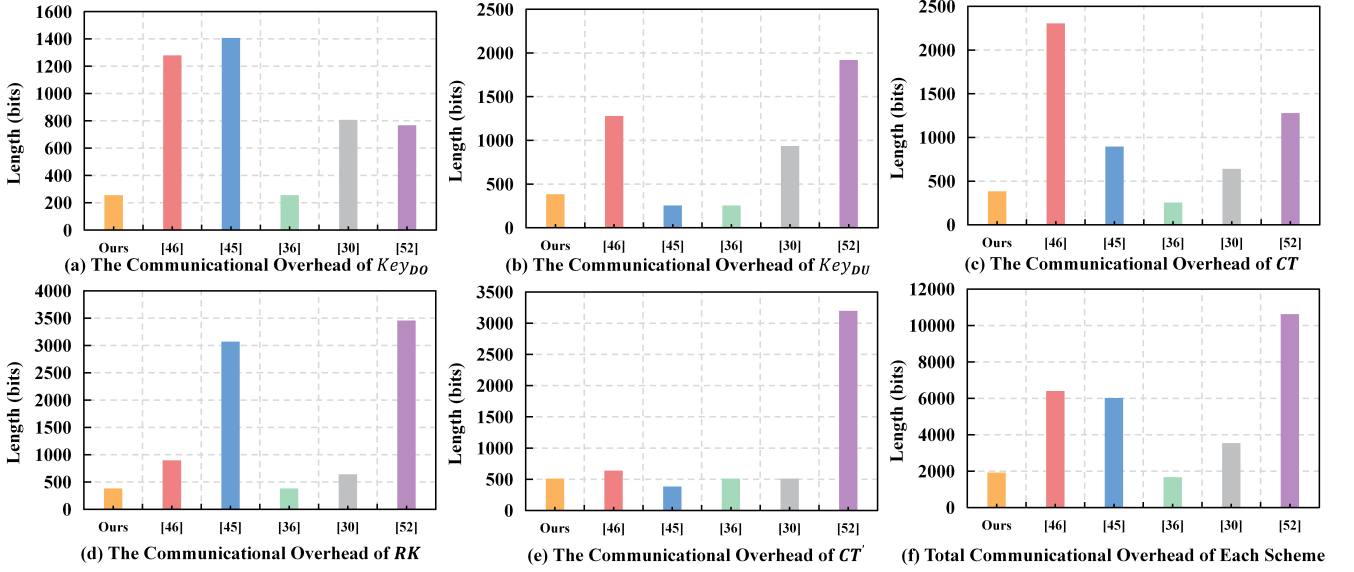 1600
1400
1200
1000
800
600
400
200
0
Length (bits)
Ours [46] [45] [36] [30] [52]
(a) The Communicational Overhead of Key_DO
2500
2000
1500
1000
500
0
Length (bits)
Ours [46] [45] [36] [30] [52]
(b) The Communicational Overhead of Key_DU
2500
2000
1500
1000
500
0
Length (bits)
Ours [46] [45] [36] [30] [52]
(c) The Communicational Overhead of CT
4000
3500
3000
2500
2000
1500
1000
500
0
Length (bits)
Ours [46] [45] [36] [30] [52]
(d) The Communicational Overhead of RK
3500
3000
2500
2000
1500
1000
500
0
Length (bits)
Ours [46] [45] [36] [30] [52]
(e) The Communicational Overhead of CT'
12000
10000
8000
6000
4000
2000
0
Length (bits)
Ours [46] [45] [36] [30] [52]
(f) Total Communicational Overhead of Each Scheme